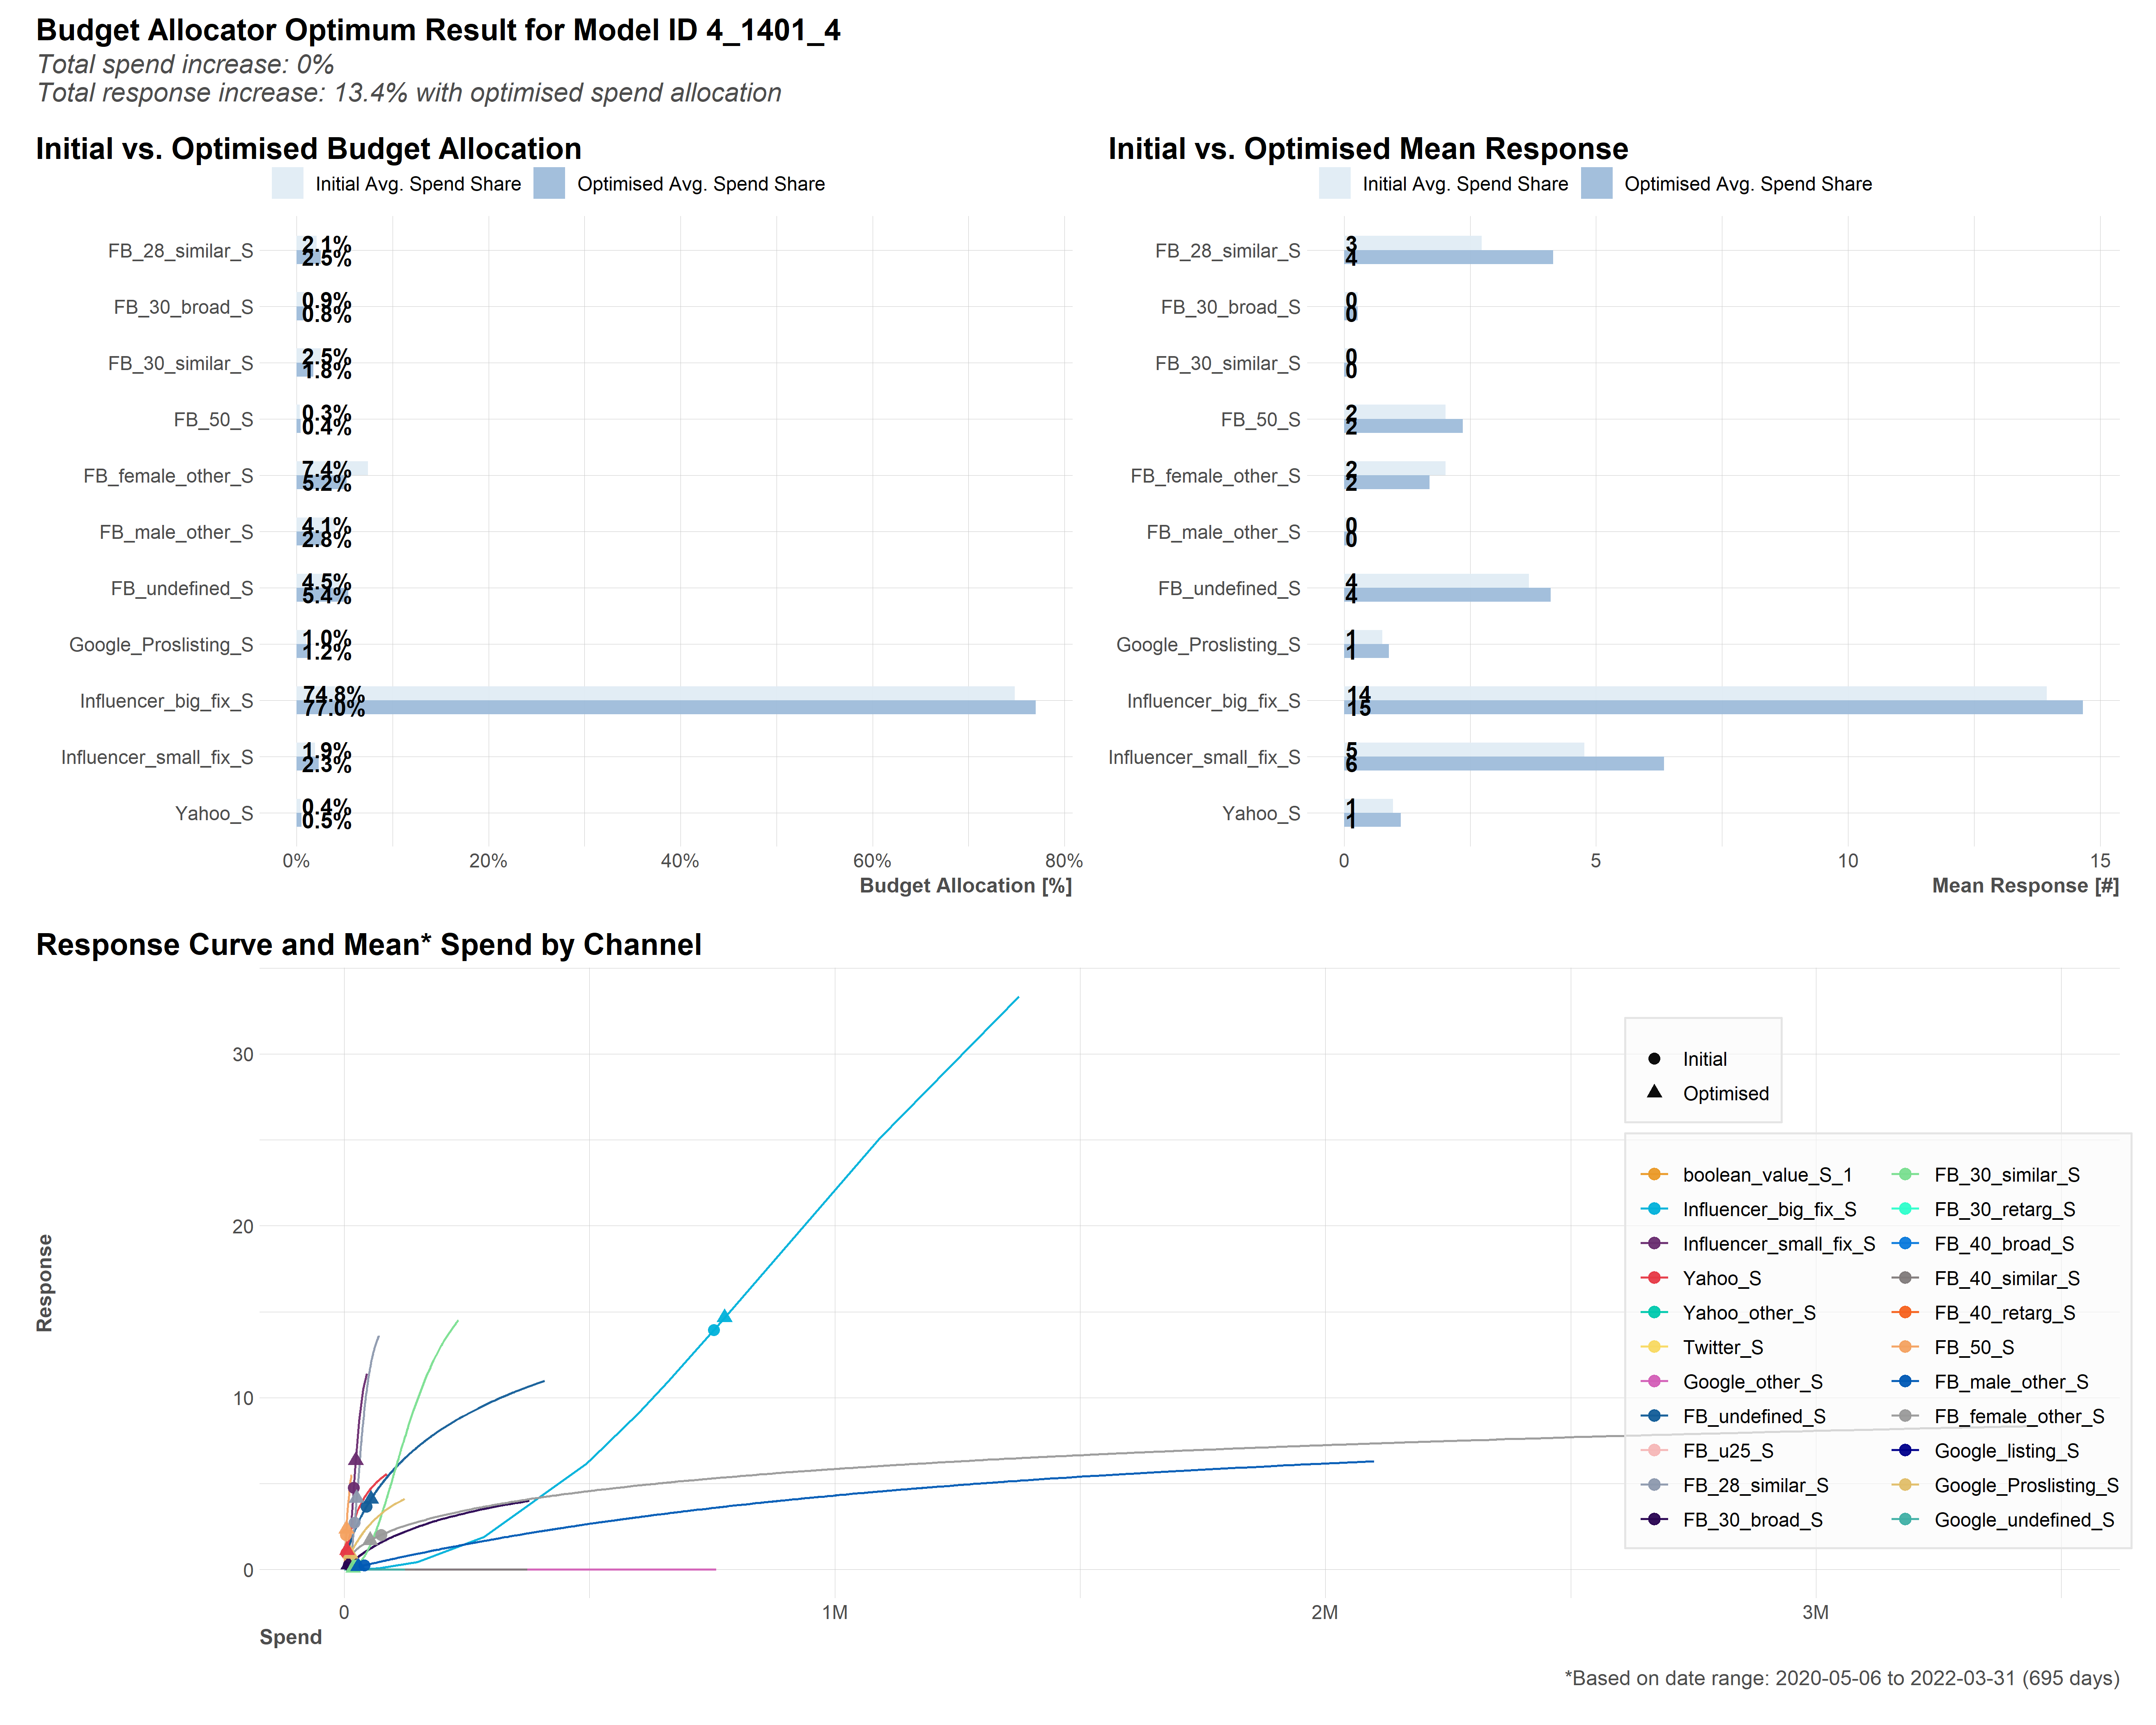 Budget Allocator Optimum Result for Model ID 4_1401_4
Total spend increase: 0%
Total response increase: 13.4% with optimised spend allocation
Initial vs. Optimised Budget Allocation
Initial Avg. Spend Share Optimised Avg. Spend Share
FB_28_similar_S 2.1%
2.5%
FB_30_broad_S 0.9%
0.8%
FB_30_similar_S 2.5%
1.8%
FB_50_S 0.3%
0.4%
FB_female_other_S 7.4%
5.2%
FB_male_other_S 4.1%
2.8%
FB_undefined_S 4.5%
5.4%
Google_Proslisting_S 1.0%
1.2%
Influencer_big_fix_S 74.8%
77.0%
Influencer_small_fix_S 1.9%
2.3%
Yahoo_S 0.4%
0.5%
0% 20% 40% 60% 80%
Budget Allocation [%]
Initial vs. Optimised Mean Response
Initial Avg. Spend Share Optimised Avg. Spend Share
FB_28_similar_S 3
4
FB_30_broad_S 0
0
FB_30_similar_S 0
0
FB_50_S 2
2
FB_female_other_S 2
2
FB_male_other_S 0
0
FB_undefined_S 4
4
Google_Proslisting_S 1
1
Influencer_big_fix_S 14
15
Influencer_small_fix_S 5
6
Yahoo_S 1
1
0 5 10 15
Mean Response [#]
Response Curve and Mean* Spend by Channel
Response
30
20
10
0
0 1M 2M 3M
Spend
Initial
Optimised
boolean_value_S_1
Influencer_big_fix_S
Influencer_small_fix_S
Yahoo_S
Yahoo_other_S
Twitter_S
Google_other_S
FB_undefined_S
FB_u25_S
FB_28_similar_S
FB_30_broad_S
FB_30_similar_S
FB_30_retarg_S
FB_40_broad_S
FB_40_similar_S
FB_40_retarg_S
FB_50_S
FB_male_other_S
FB_female_other_S
Google_listing_S
Google_Proslisting_S
Google_undefined_S
*Based on date range: 2020-05-06 to 2022-03-31 (695 days)